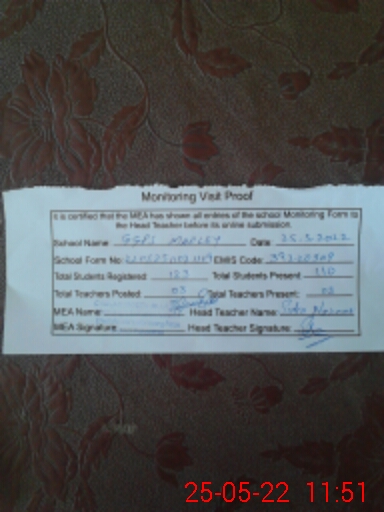 Monitoring Visit Proof
It is certified that the MEA has shown all entries of the school Monitoring Form to
the Head Teacher before its online submission.
School Name GGPS Date: 25.5.2022
School Form No: EMIS Code:
Total Students Registered: 123 Total Students Present: 110
Total Teachers Posted: 03 Total Teachers Present: 02
MEA Name: Head Teacher Name:
MEA Signature: Head Teacher Signature:
25-05-22 11:51